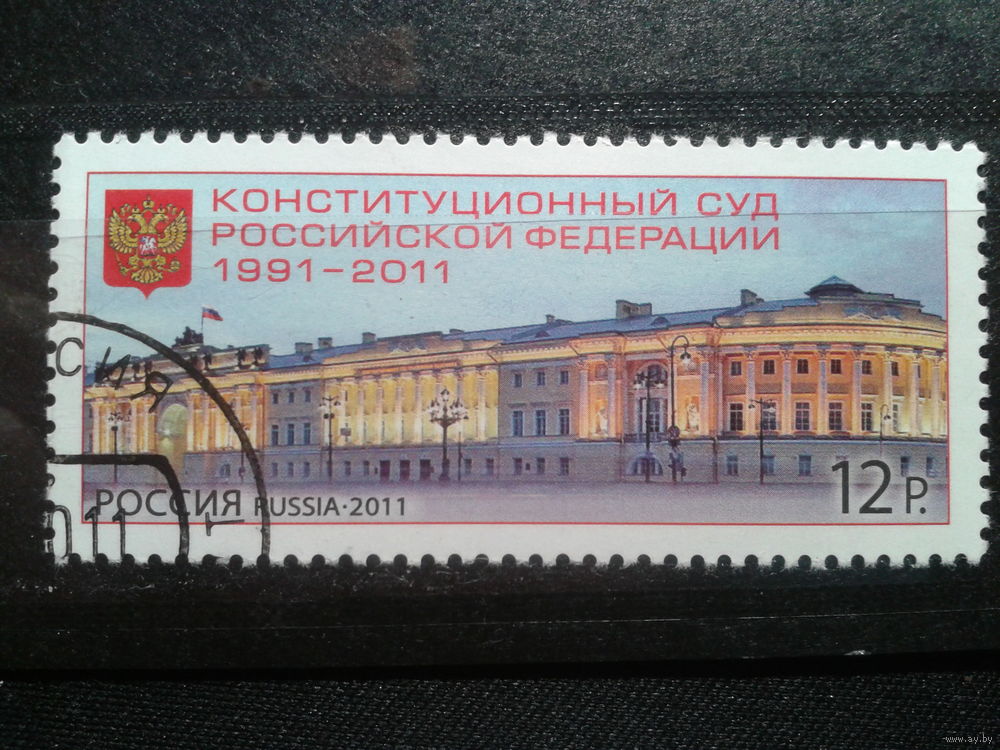 КОНСТИТУЦИОННЫЙ СУД
РОССИЙСКОЙ ФЕДЕРАЦИИ
1991-2011
РОССИЯ RUSSIA·2011
12 Р.
www.ay.by